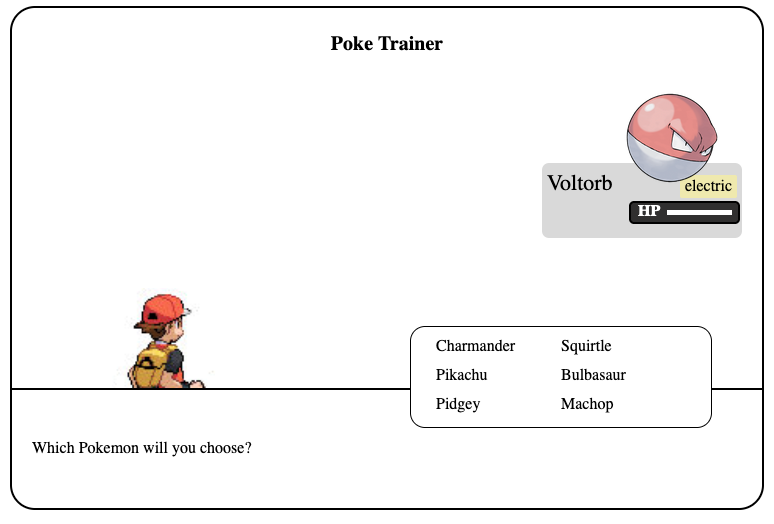 Poke Trainer
Voltorb
electric
HP
Charmander Squirtle
Pikachu Bulbasaur
Pidgey Machop
Which Pokemon will you choose?